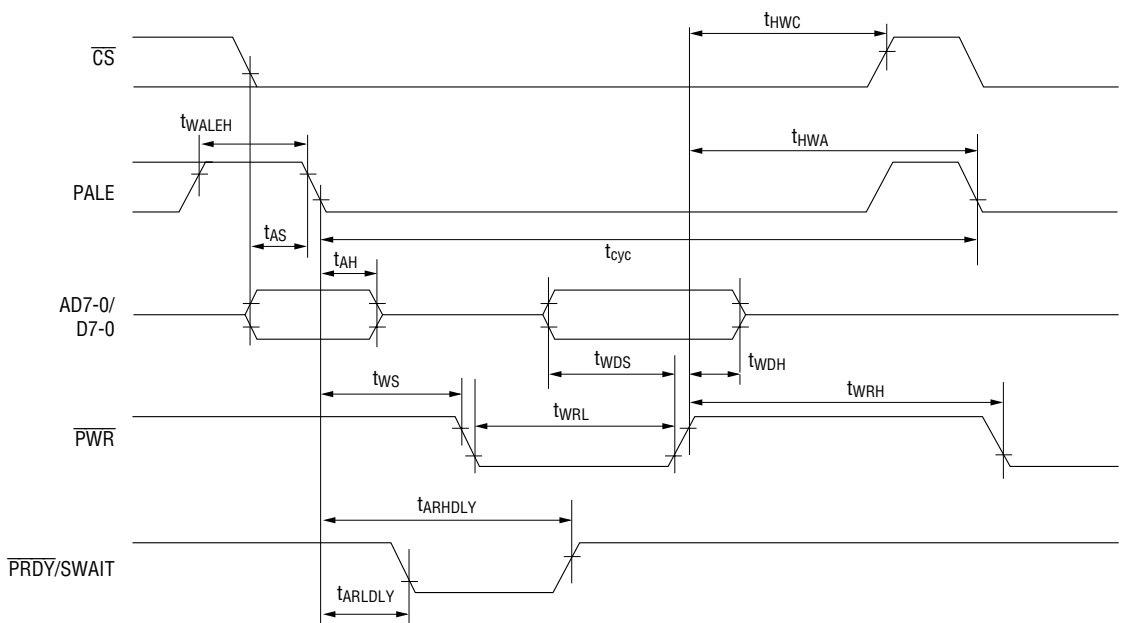 tHWC
CS
tWALEH
tHWA
PALE
tAS
tcyc
tAH
AD7-0/
D7-0
tWDS
tWDH
tWS
tWRL
tWRH
PWR
tARHDLY
PRDY/SWAIT
tARLDLY